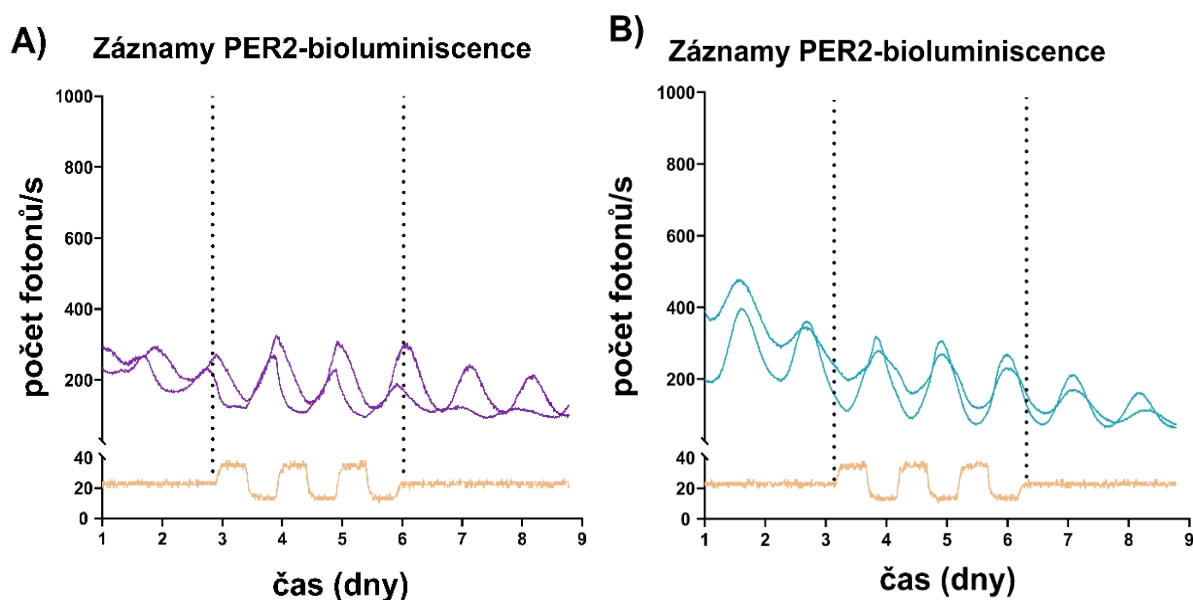 A)
Záznamy PER2-bioluminiscence
počet fotonů/s
1000
800
600
400
200
40
20
0
1 2 3 4 5 6 7 8 9
čas (dny)
B)
Záznamy PER2-bioluminiscence
počet fotonů/s
1000
800
600
400
200
40
20
0
1 2 3 4 5 6 7 8 9
čas (dny)